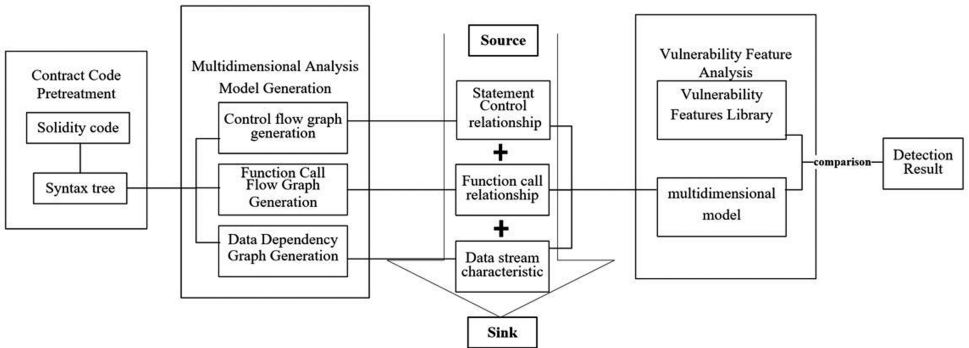 Contract Code
Pretreatment
Solidity code
Syntax tree
Multidimensional Analysis
Model Generation
Control flow graph
generation
Function Call
Flow Graph
Generation
Data Dependency
Graph Generation
Source
Statement
Control
relationship
+
Function call
relationship
+
Data stream
characteristic
Sink
Vulnerability Feature
Analysis
Vulnerability
Features Library
multidimensional
model
comparison
Detection
Result